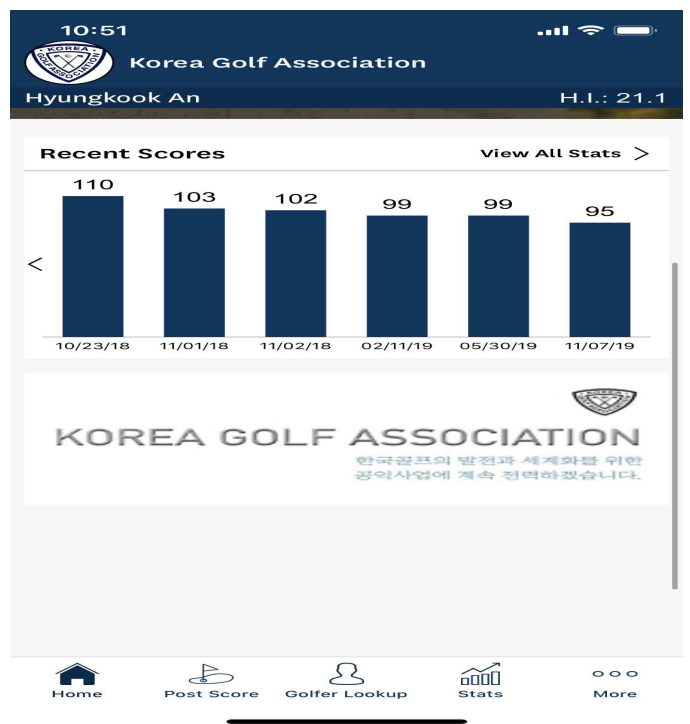 10:51
KOREA
GOLF ASSOCIATION
Korea Golf Association
Hyungkook An H.I.: 21.1
Recent Scores View All Stats >
110 103 102 99 99 95
<
10/23/18 11/01/18 11/02/18 02/11/19 05/30/19 11/07/19
KOREA GOLF ASSOCIATION
한국골프의 발전과 세계화를 위한
공익사업에 계속 전력하겠습니다.
Home Post Score Golfer Lookup Stats More